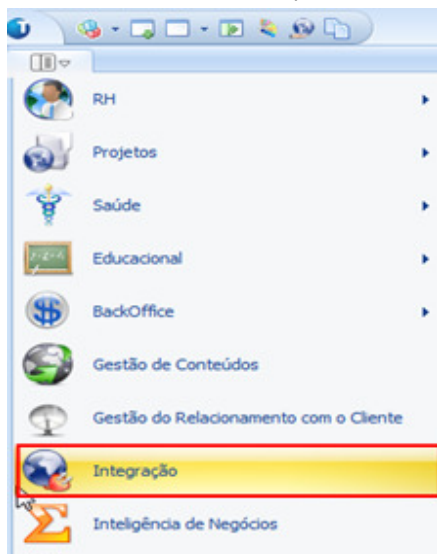 RH
Projetos
Saúde
Educacional
BackOffice
Gestão de Conteúdos
Gestão do Relacionamento com o Cliente
Integração
Inteligência de Negócios